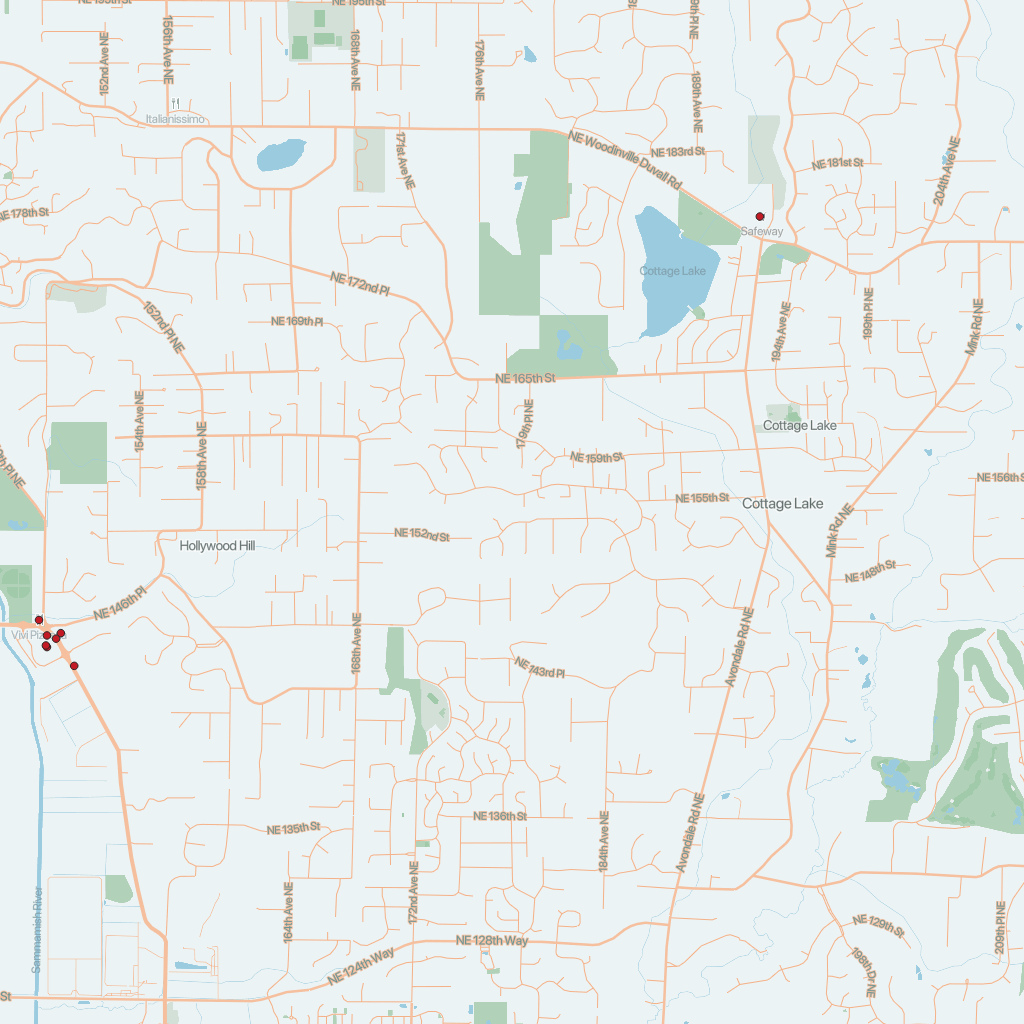 NE 195th St
NE 195th St
156th Ave NE
152nd Ave NE
168th Ave NE
176th Ave NE
189th Ave NE
Italianissimo
171st Ave NE
NE Woodinville Duvall Rd
NE 183rd St
NE 181st St
204th Ave NE
NE 178th St
Safeway
Cottage Lake
NE 172nd Pl
152nd Pl NE
NE 169th Pl
194th Ave NE
199th Pl NE
Mink Rd NE
NE 165th St
154th Ave NE
158th Ave NE
179th Pl NE
Cottage Lake
NE 159th St
NE 156th S
NE 155th St
Cottage Lake
NE 152nd St
Mink Rd NE
Hollywood Hill
NE 148th St
NE 146th Pl
168th Ave NE
Avondale Rd NE
NE 143rd Pl
NE 136th St
NE 135th St
184th Ave NE
Avondale Rd NE
164th Ave NE
172nd Ave NE
Sammamish River
NE 128th Way
NE 124th Way
NE 129th St
198th Dr NE
209th Pl NE
St